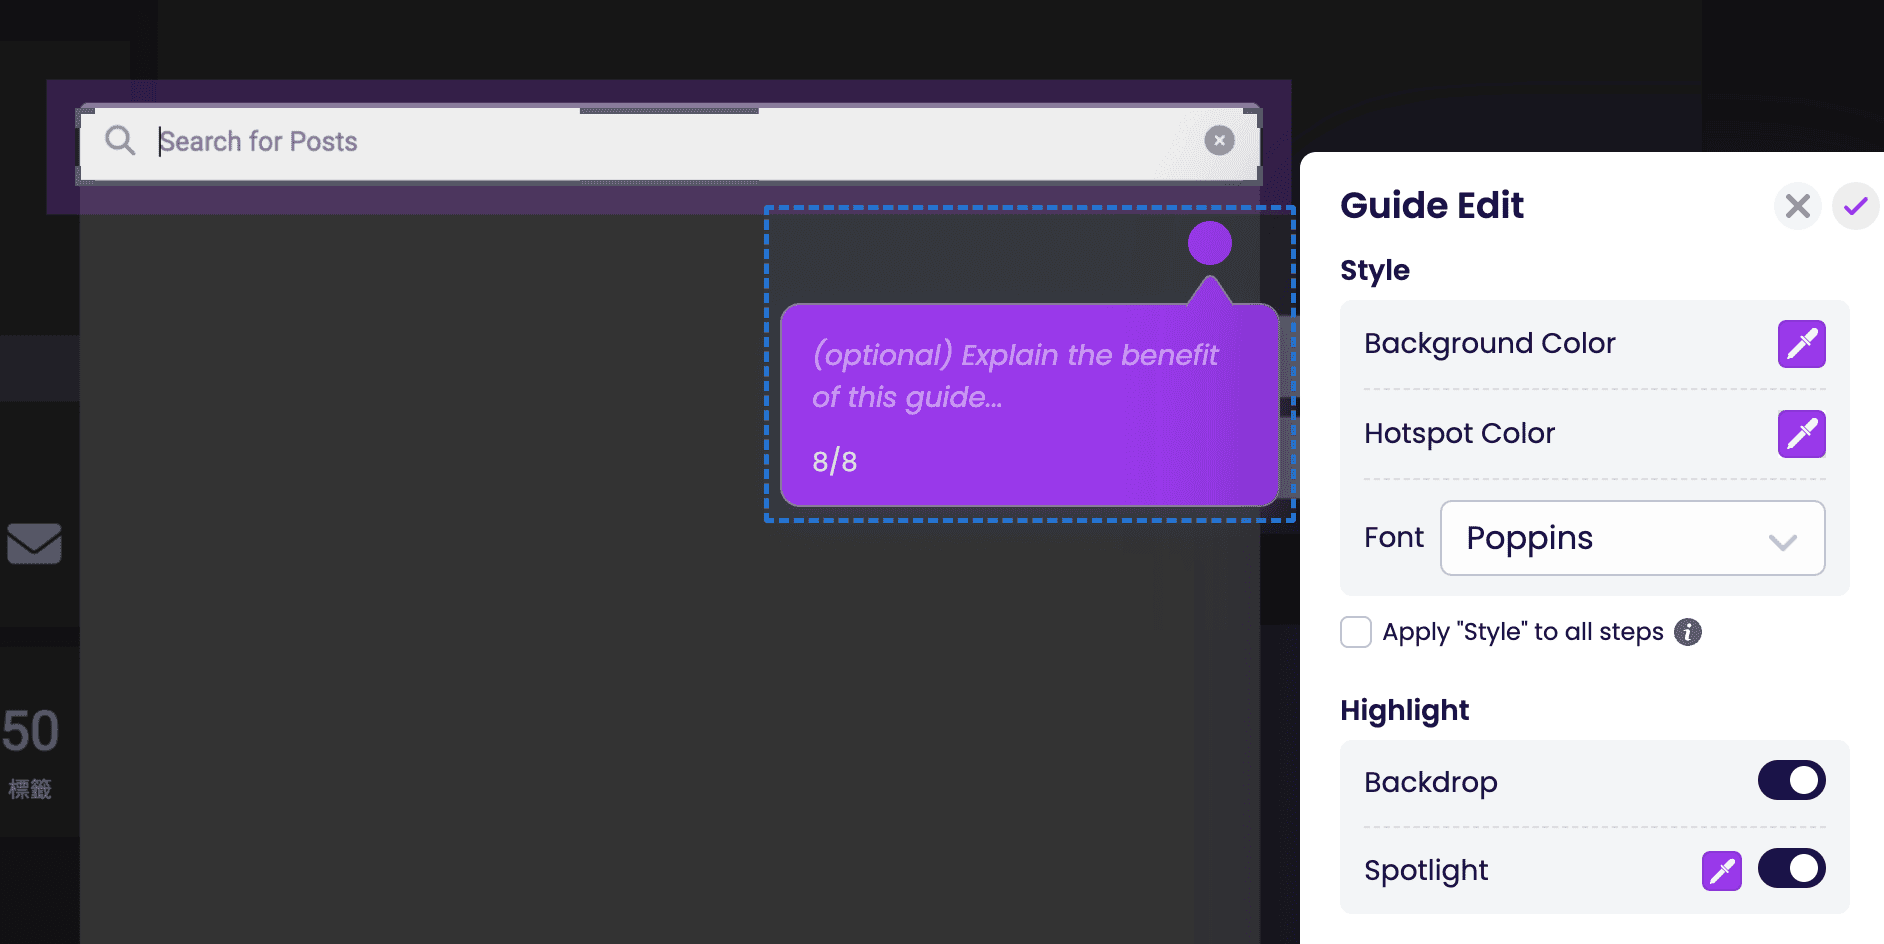 Search for Posts
(optional) Explain the benefit
of this guide...
8/8
50
標籤
Guide Edit
Style
Background Color
Hotspot Color
Font
Poppins
Apply "Style" to all steps
Highlight
Backdrop
Spotlight